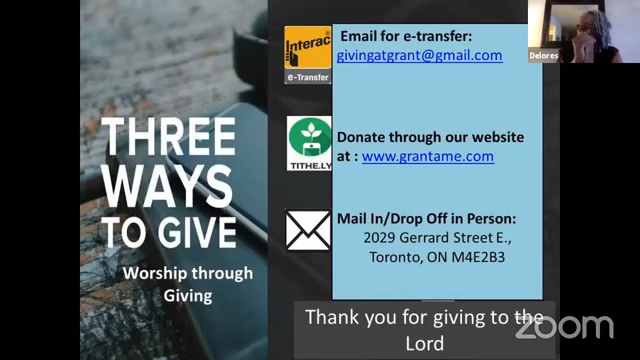 THREE
WAYS
TO GIVE
Worship through
Giving
Interac
e-Transfer
Email for e-transfer:
givingatgrant@gmail.com
TITHE.LY
Donate through our website
at : www.grantame.com
Mail In/Drop Off in Person:
2029 Gerrard Street E.,
Toronto, ON M4E2B3
Thank you for giving to the
Lord
Delores
zoom